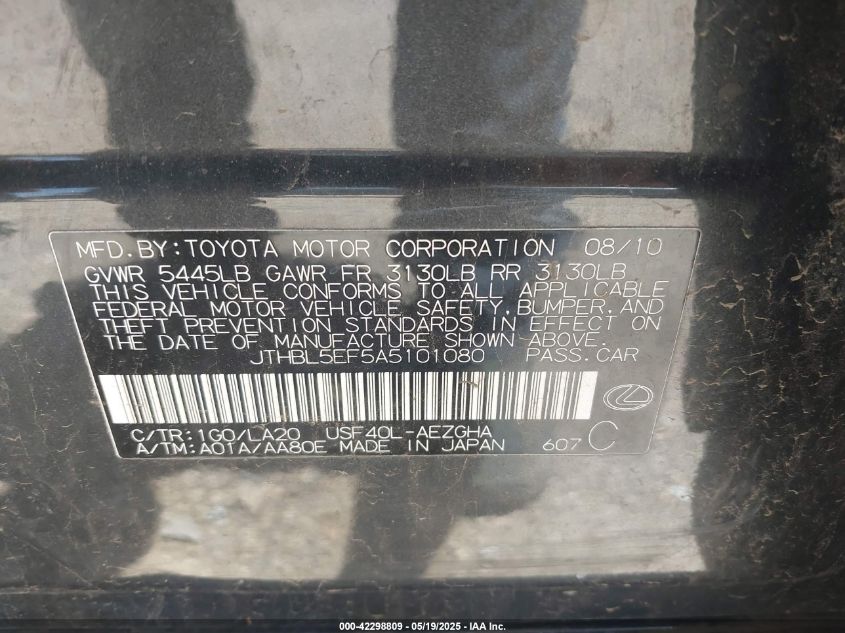 MFD.BY:TOYOTA MOTOR CORPORATION 08/10
GVWR 5445LB GAWR FR 3130LB RR 3130LB
THIS VEHICLE CONFORMS TO ALL APPLICABLE
FEDERAL MOTOR VEHICLE SAFETY,BUMPER,AND
THEFT PREVENTION STANDARDS IN EFFECT ON
THE DATE OF MANUFACTURE SHOWN ABOVE.
JTHBL5EF5A5101080 PASS.CAR
C/TR:1G0/LA20 USF40L-AEZGHA
A/TM:A01A/AA80E MADE IN JAPAN 607 C
000-42298809 - 05/19/2025 - IAA Inc.